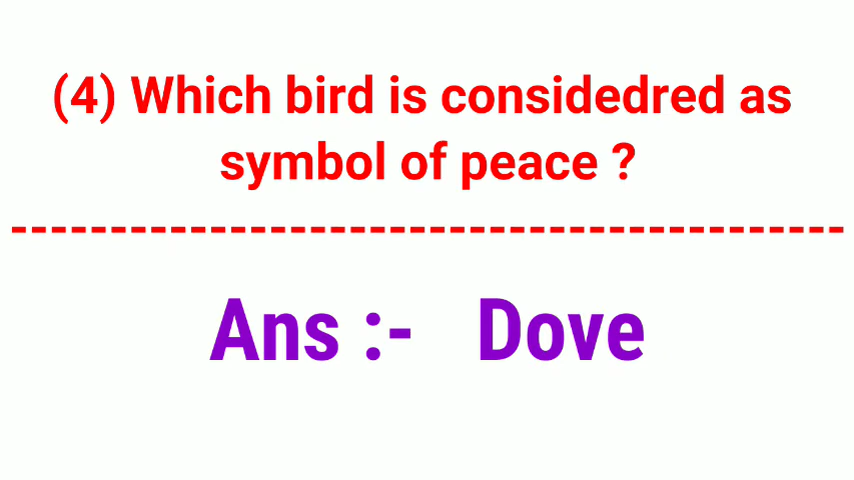 (4) Which bird is considedred as
symbol of peace ?
Ans :- Dove